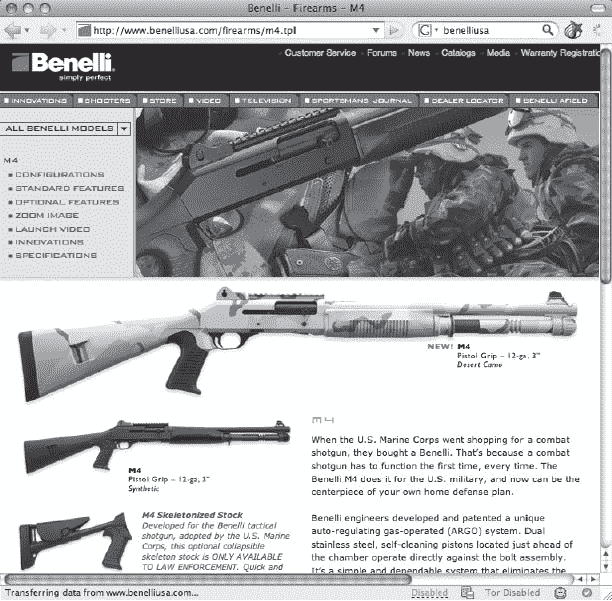 Benelli - Firearms - M4
http://www.benelliusa.com/firearms/m4.tpl
G benelliusa
Customer Service Forums News Catalogs Media Warranty Registratio
Benelli
simply perfect
INNOVATIONS SHOOTERS STORE VIDEO TELEVISION SPORTSMANS JOURNAL DEALER LOCATOR BENELLI AFIELD
ALL BENELLI MODELS
M4
CONFIGURATIONS
STANDARD FEATURES
OPTIONAL FEATURES
ZOOM IMAGE
LAUNCH VIDEO
INNOVATIONS
SPECIFICATIONS
NEW! M4
Pistol Grip – 12-ga, 3"
Desert Camo
M4
Pistol Grip – 12-ga, 3"
Synthetic
M4 Skeletonized Stock
Developed for the Benelli tactical
shotgun, adopted by the U.S. Marine
Corps, this optional collapsible
skeleton stock is ONLY AVAILABLE
TO LAW ENFORCEMENT. Quick and
M4
When the U.S. Marine Corps went shopping for a combat
shotgun, they bought a Benelli. That's because a combat
shotgun has to function the first time, every time. The
Benelli M4 does it for the U.S. military, and now can be the
centerpiece of your own home defense plan.
Benelli engineers developed and patented a unique
auto-regulating gas-operated (ARGO) system. Dual
stainless steel, self-cleaning pistons located just ahead of
the chamber operate directly against the bolt assembly.
It's a simple and dependable system that eliminates the
Transferring data from www.benelliusa.com...
Disabled
Tor Disabled